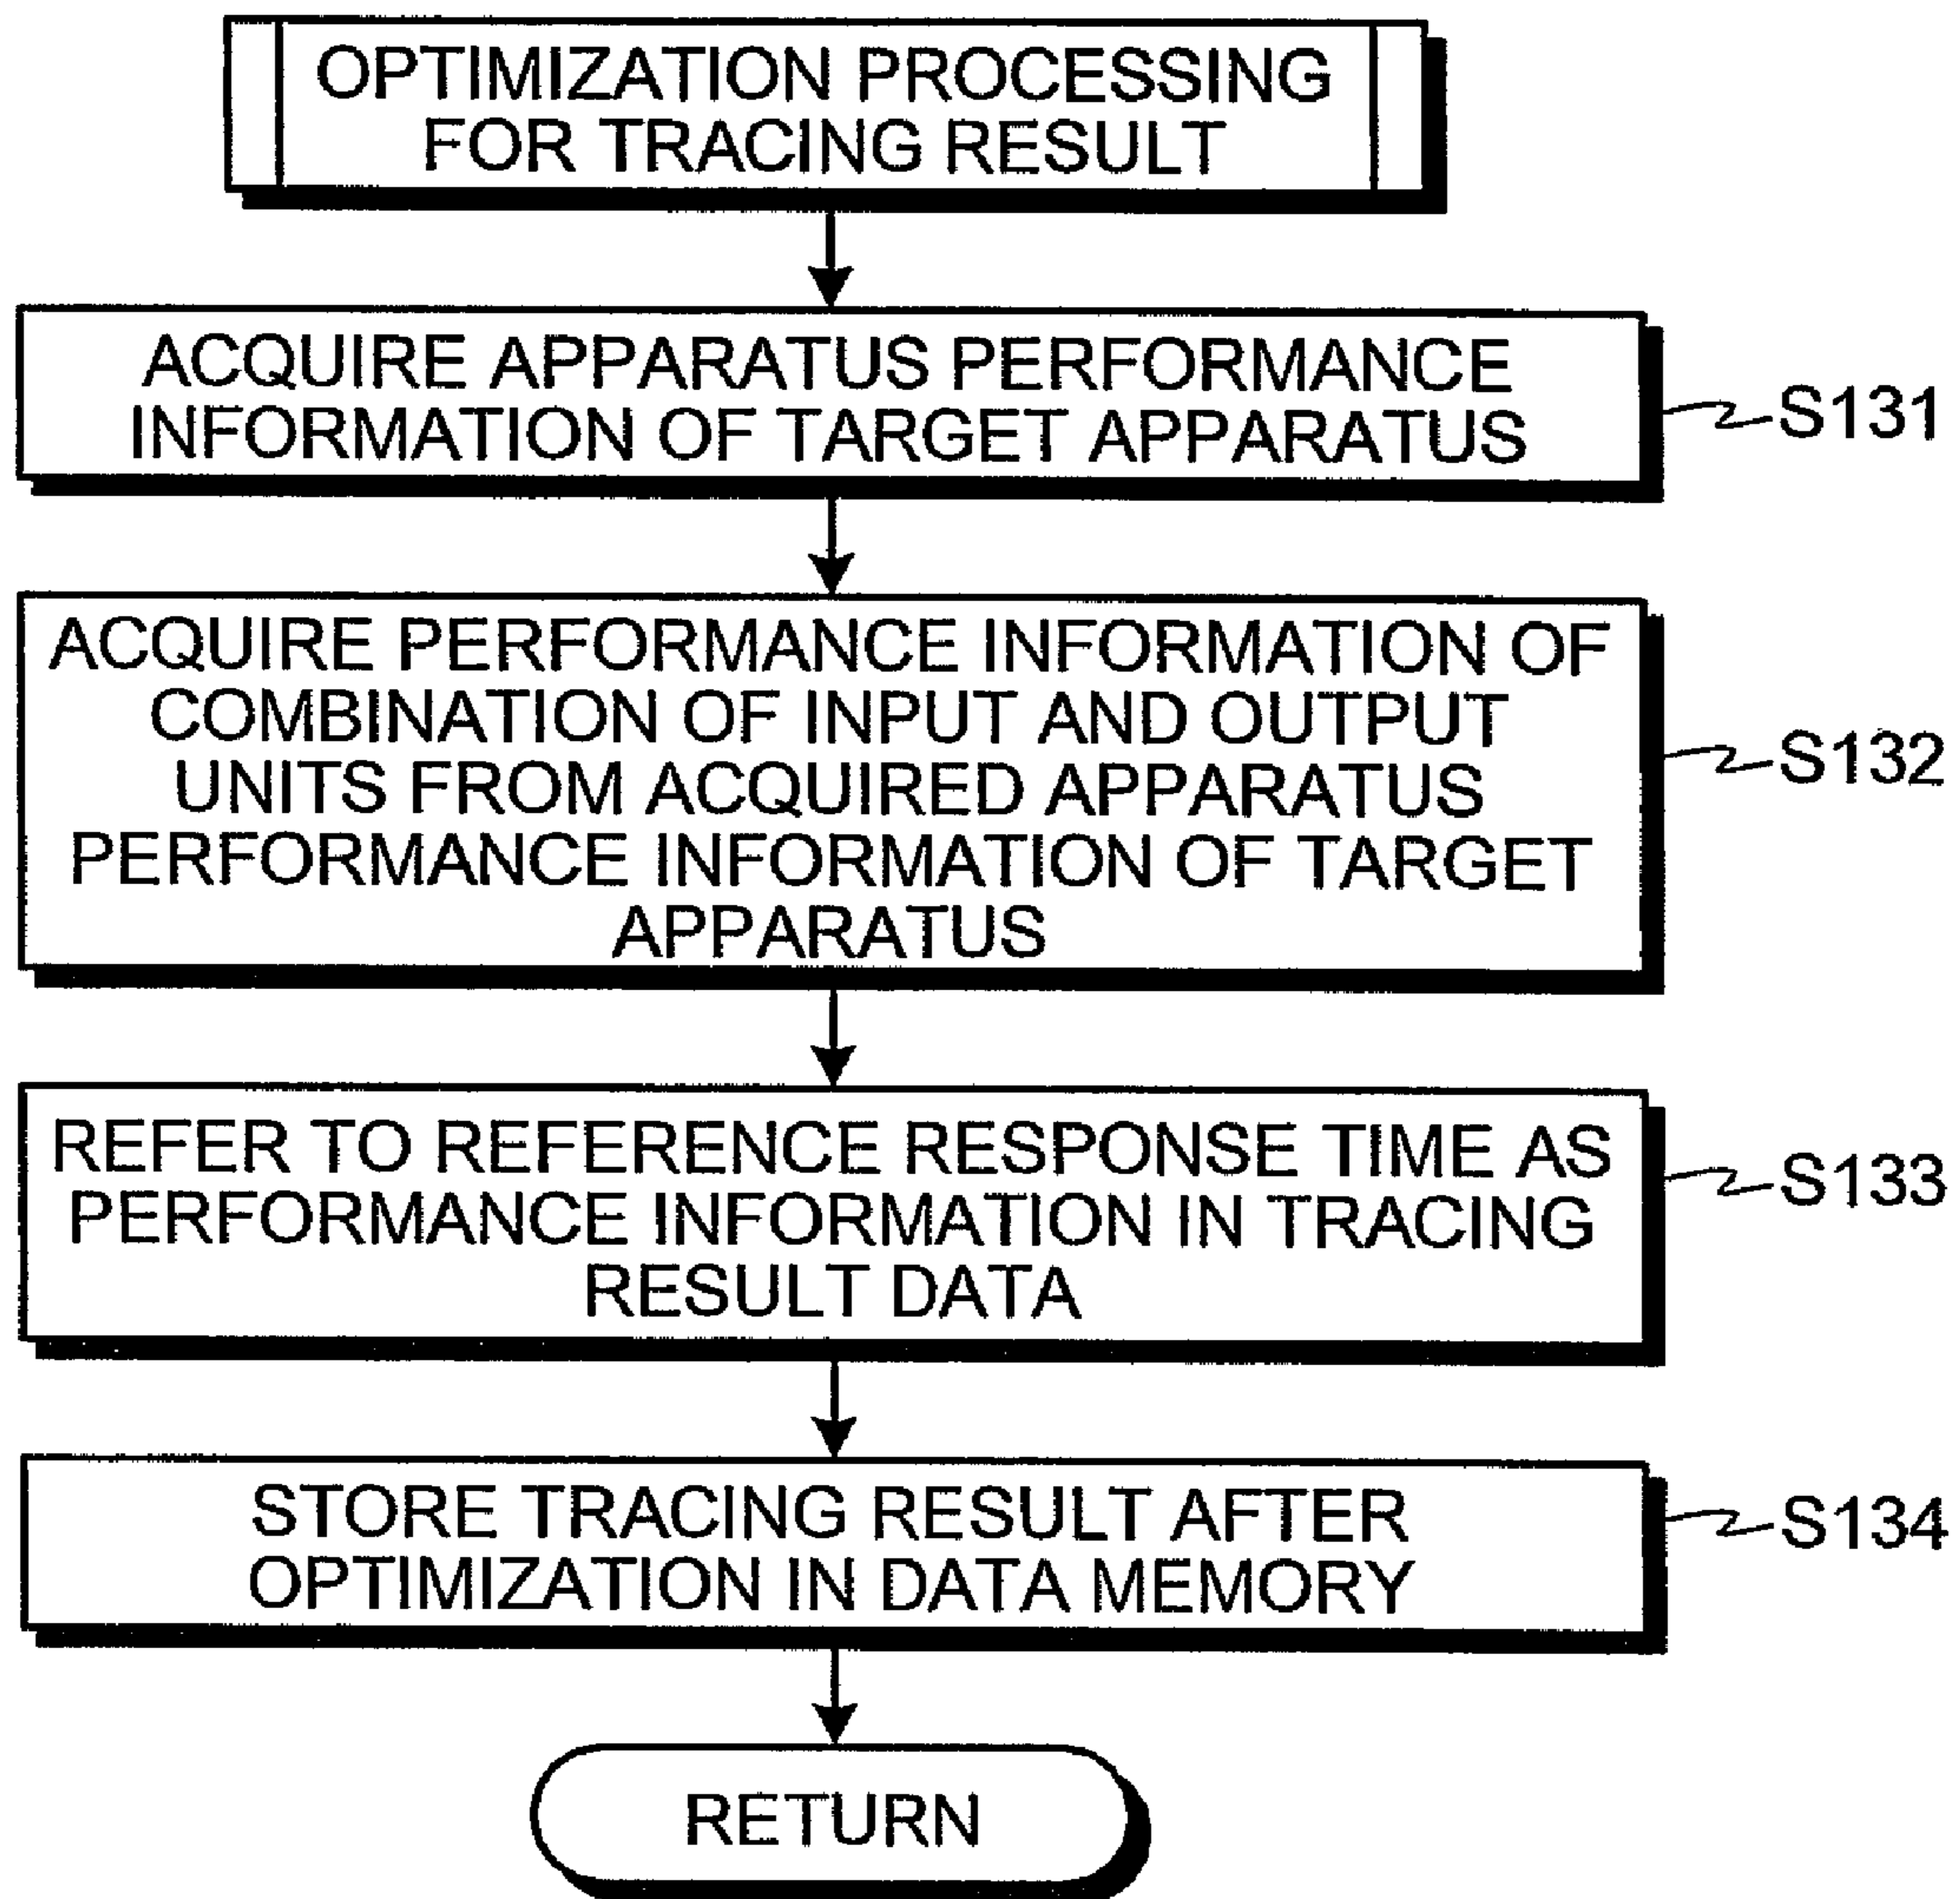 OPTIMIZATION PROCESSING
FOR TRACING RESULT
ACQUIRE APPARATUS PERFORMANCE
INFORMATION OF TARGET APPARATUS
S131
ACQUIRE PERFORMANCE INFORMATION OF
COMBINATION OF INPUT AND OUTPUT
UNITS FROM ACQUIRED APPARATUS
PERFORMANCE INFORMATION OF TARGET
APPARATUS
S132
REFER TO REFERENCE RESPONSE TIME AS
PERFORMANCE INFORMATION IN TRACING
RESULT DATA
S133
STORE TRACING RESULT AFTER
OPTIMIZATION IN DATA MEMORY
S134
RETURN